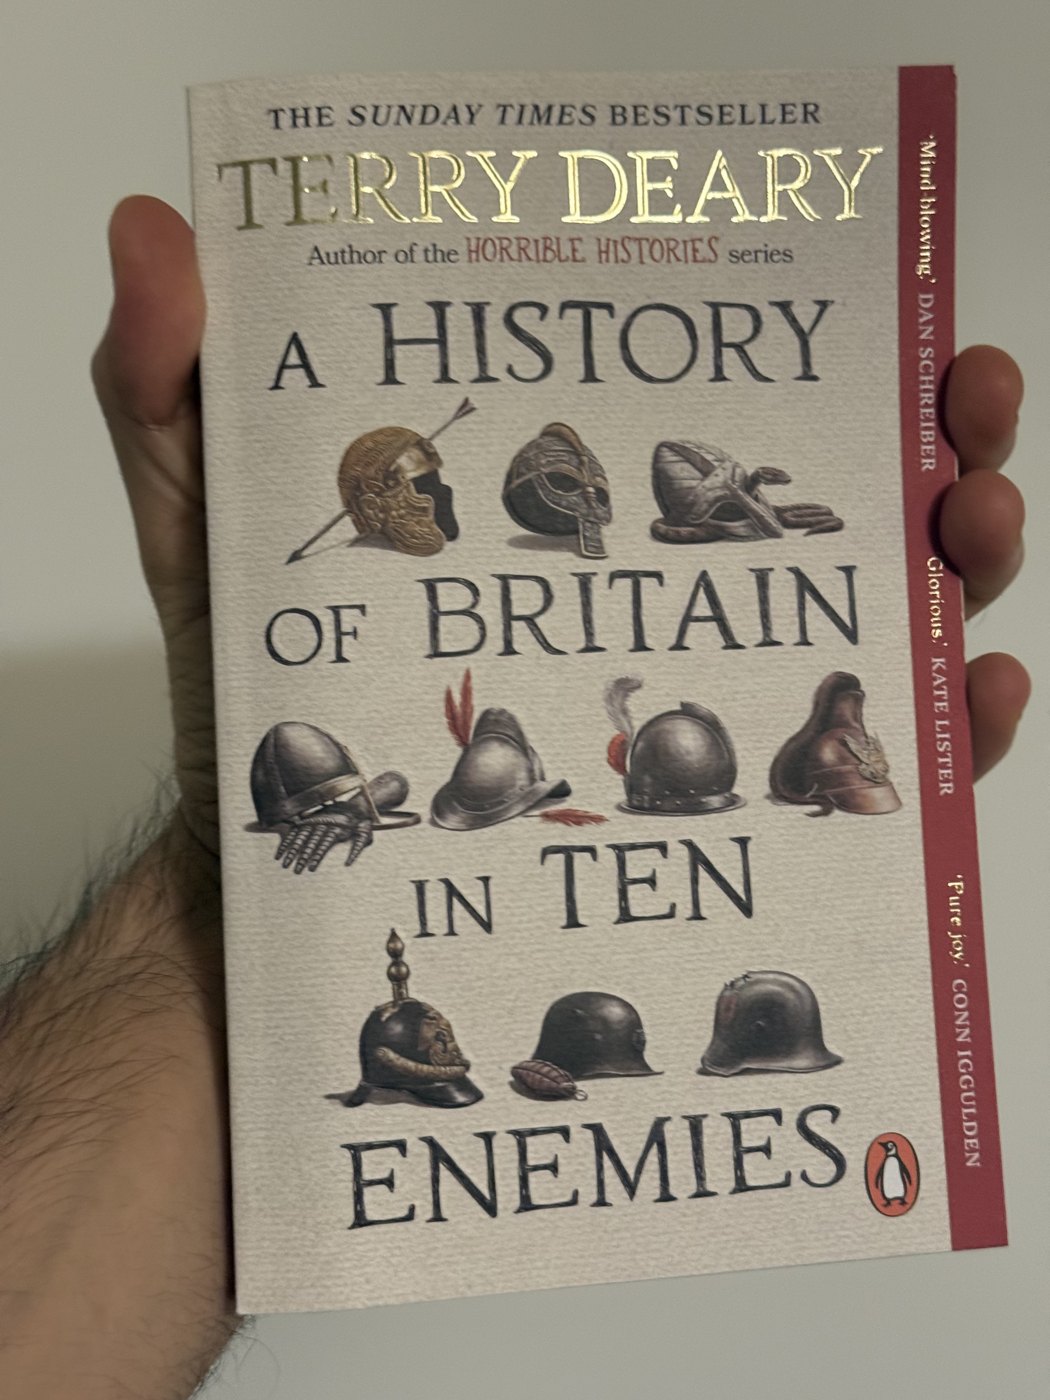 THE SUNDAY TIMES BESTSELLER
TERRY DEARY
Author of the HORRIBLE HISTORIES series
A HISTORY
OF BRITAIN
IN TEN
ENEMIES
'Mind-blowing.' DAN SCHREIBER
'Glorious.' KATE LISTER
'Pure joy.' CONN IGGULDEN